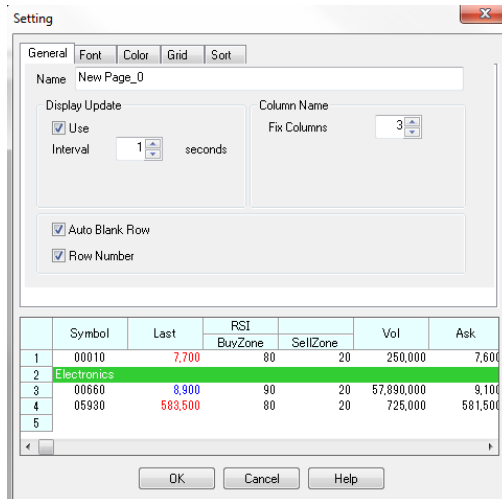 Setting
General Font Color Grid Sort
Name New Page_0
Display Update Column Name
Use Fix Columns 3
Interval 1 seconds
Auto Blank Row
Row Number
Symbol Last RSI Vol Ask
BuyZone SellZone
1 00010 7,700 80 20 250,000 7,600
2 Electronics
3 00660 8,900 90 20 57,890,000 9,100
4 05930 583,500 80 20 725,000 581,500
5
OK Cancel Help